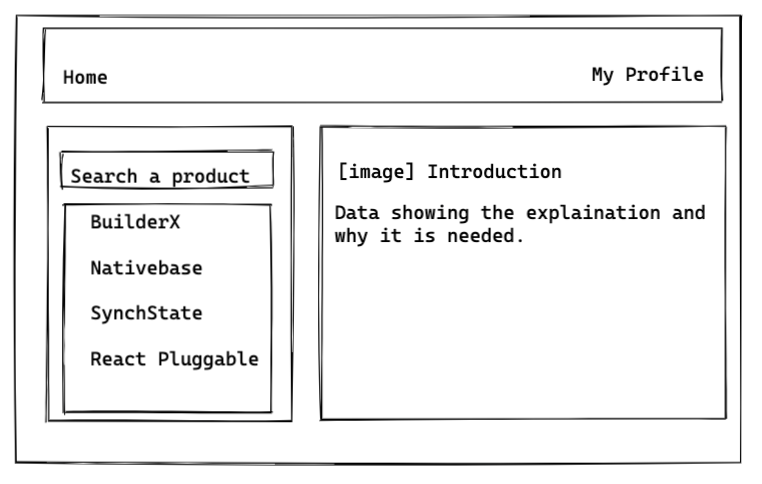 Home
My Profile
Search a product
BuilderX
Nativebase
SynchState
React Pluggable
[image] Introduction
Data showing the explaination and
why it is needed.